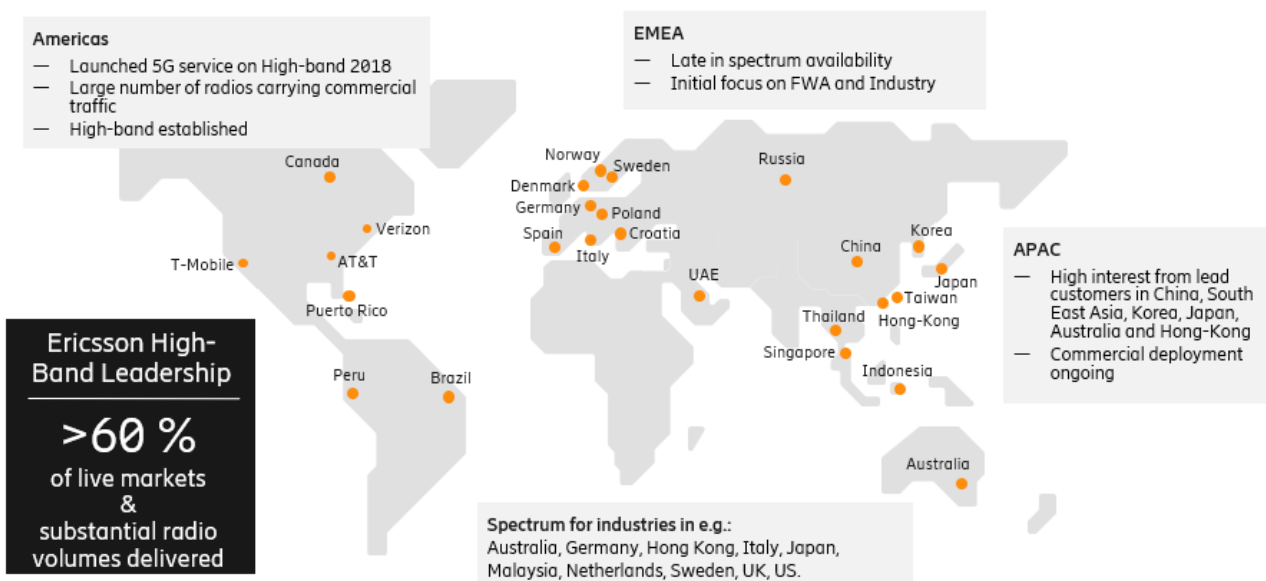 Americas
— Launched 5G service on High-band 2018
— Large number of radios carrying commercial
traffic
— High-band established
EMEA
— Late in spectrum availability
— Initial focus on FWA and Industry
Canada
Norway
Sweden
Russia
Denmark
Germany
Poland
Verizon
Spain
Croatia
Italy
Korea
China
T-Mobile
AT&T
UAE
Japan
Taiwan
Puerto Rico
Thailand
Hong-Kong
Singapore
Indonesia
Peru
Brazil
Australia
APAC
— High interest from lead
customers in China, South
East Asia, Korea, Japan,
Australia and Hong-Kong
— Commercial deployment
ongoing
Ericsson High-
Band Leadership
>60 %
of live markets
&
substantial radio
volumes delivered
Spectrum for industries in e.g.:
Australia, Germany, Hong Kong, Italy, Japan,
Malaysia, Netherlands, Sweden, UK, US.